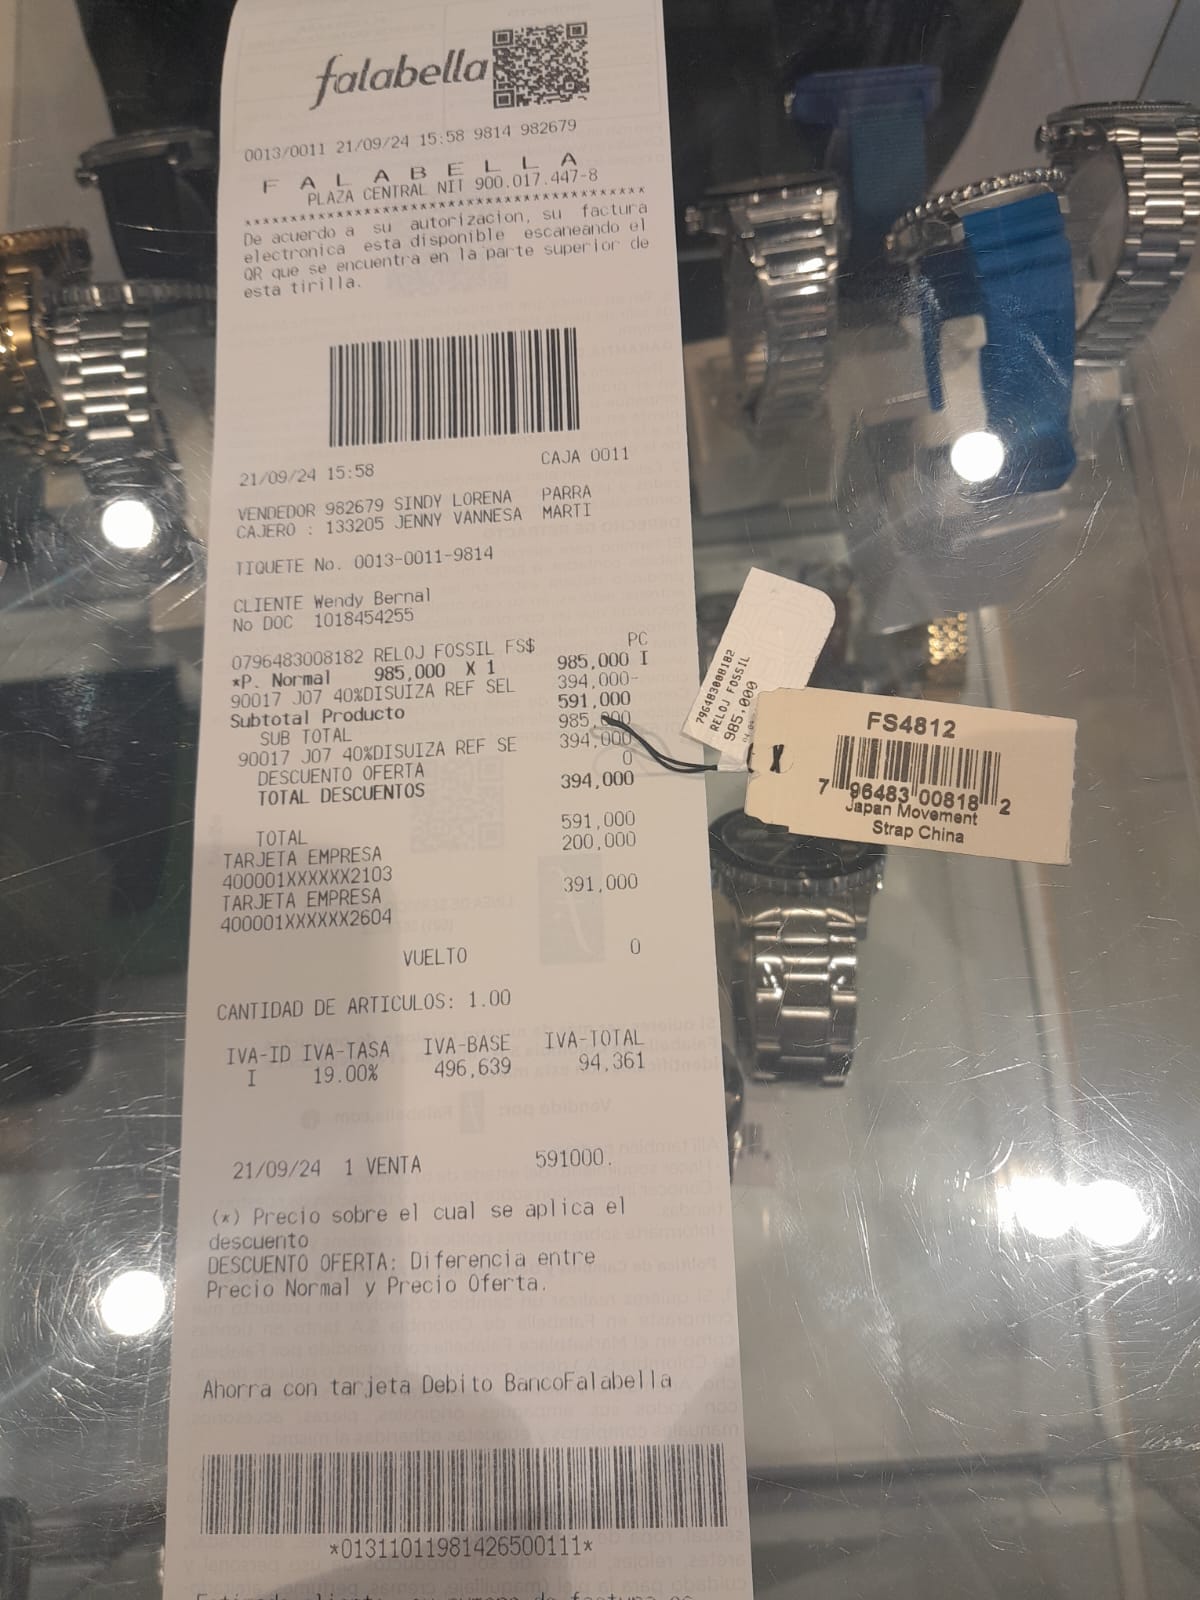 falabella
0013/0011 21/09/24 15:58 9814 982679
F A L A B E L L A
PLAZA CENTRAL NIT 900.017.447-8
****************************************
De acuerdo a su autorizacion, su factura
electronica esta disponible escaneando el
QR que se encuentra en la parte superior de
esta tirilla.
21/09/24 15:58 CAJA 0011
VENDEDOR 982679 SINDY LORENA PARRA
CAJERO : 133205 JENNY VANNESA MARTI
TIQUETE No. 0013-0011-9814
CLIENTE Wendy Bernal
No DOC 1018454255
PC
0796483008182 RELOJ FOSSIL FS$ 985,000 I
*P. Normal 985,000 X 1 394,000-
90017 J07 40%DISUIZA REF SEL 591,000
Subtotal Producto 985,000
SUB TOTAL 394,000
90017 J07 40%DISUIZA REF SE 0
DESCUENTO OFERTA 394,000
TOTAL DESCUENTOS
591,000
TOTAL 200,000
TARJETA EMPRESA
400001XXXXXX2103 391,000
TARJETA EMPRESA
400001XXXXXX2604
VUELTO 0
CANTIDAD DE ARTICULOS: 1.00
IVA-ID IVA-TASA IVA-BASE IVA-TOTAL
I 19.00% 496,639 94,361
21/09/24 1 VENTA 591000.
(*) Precio sobre el cual se aplica el
descuento
DESCUENTO OFERTA: Diferencia entre
Precio Normal y Precio Oferta.
Ahorra con tarjeta Debito BancoFalabella
*01311011981426500111*
796483008182
RELOJ FOSSIL
985,000
FS4812
7 96483 00818 2
Japan Movement
Strap China